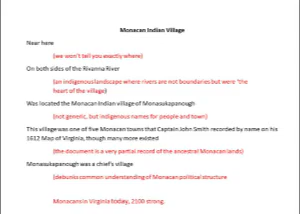 Monacan Indian Village
Near here
(we won't tell you exactly where)
On both sides of the Rivanna River
(an indigenous landscape where rivers are not boundaries but were "the
heart of the village)
Was located the Monacan Indian village of Monasukapanough
(not generic, but indigenous names for people and town)
This village was one of five Monacan towns that Captain John Smith recorded by name on his
1612 Map of Virginia, though many more existed
(the document is a very partial record of the ancestral Monacan lands)
Monasukapanough was a chief's village
(debunks common understanding of Monacan political structure
Monacans in Virginia today, 2100 strong.